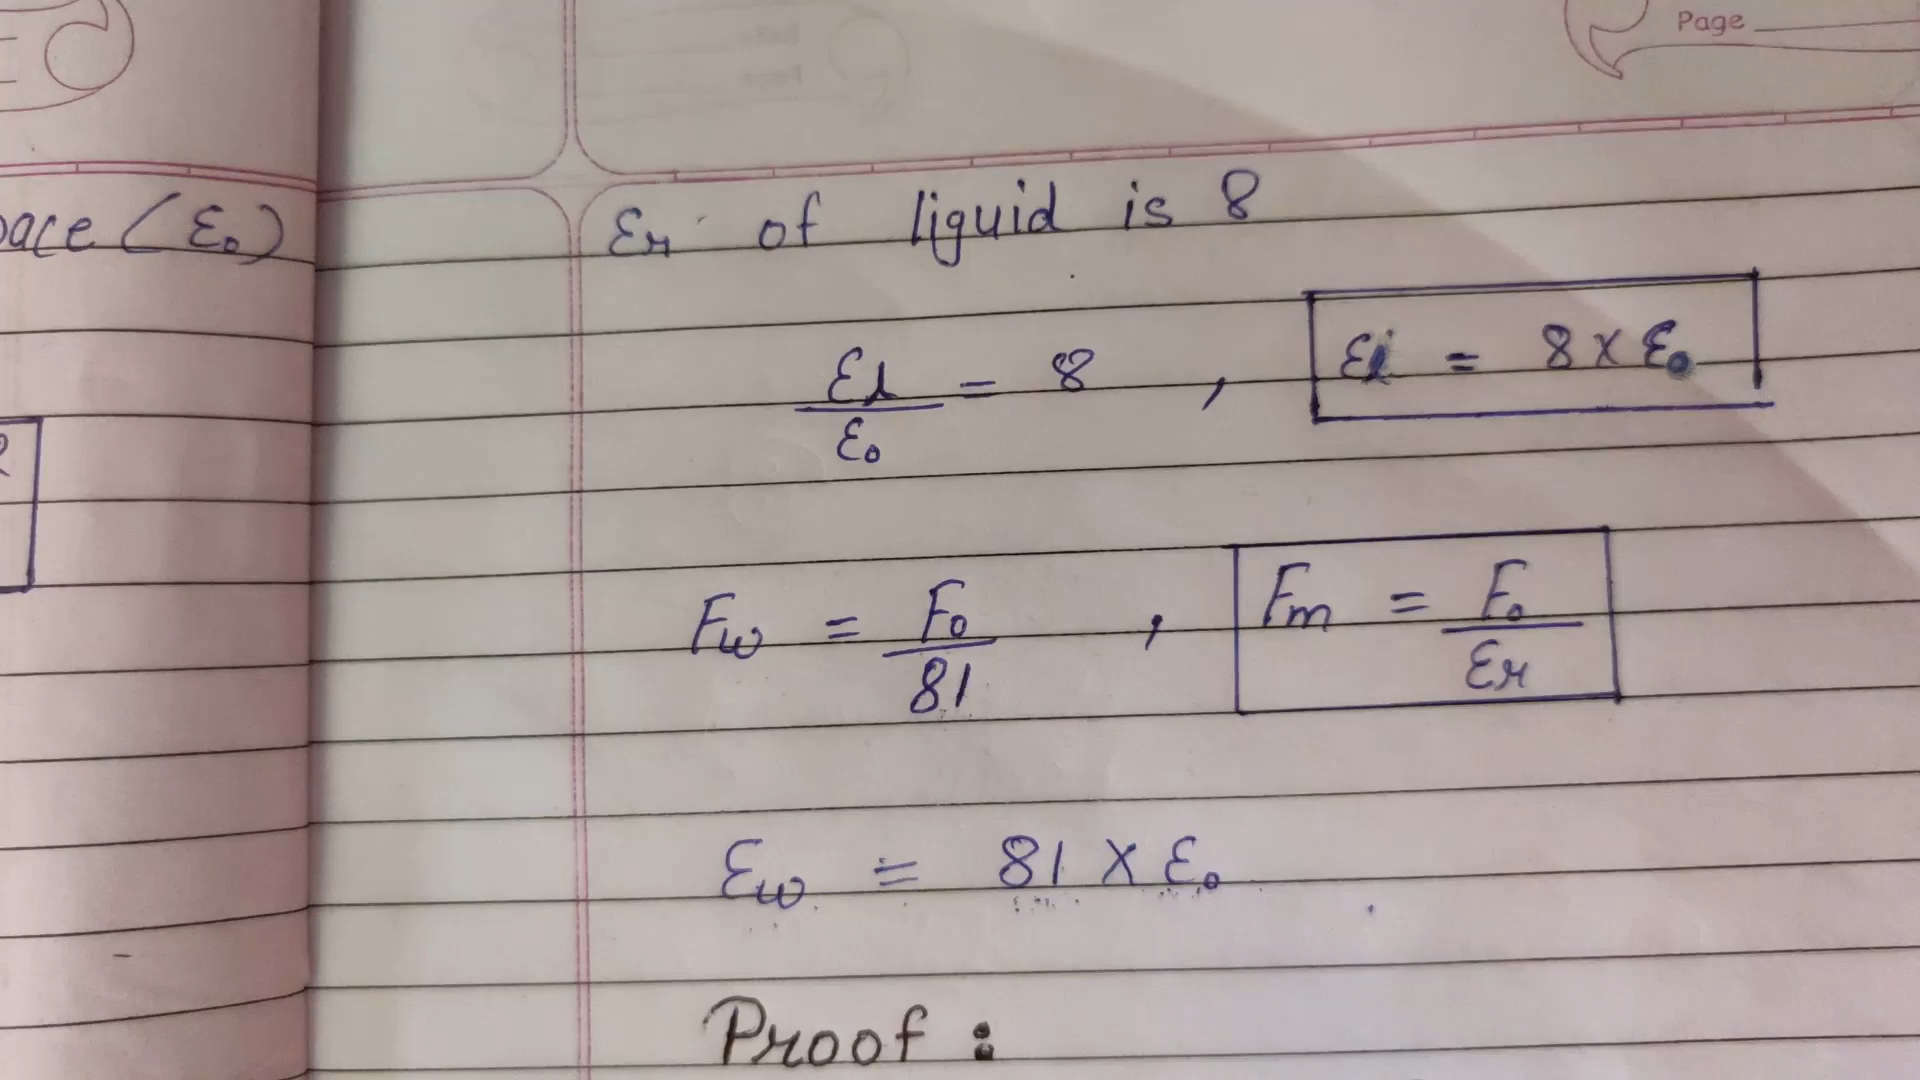 Page
pace (ε₀)
εr of liquid is 8
εl/ε₀ = 8 , εl = 8 × ε₀
Fw = F₀/81 , Fm = F₀/εr
εw = 81 × ε₀
Proof :